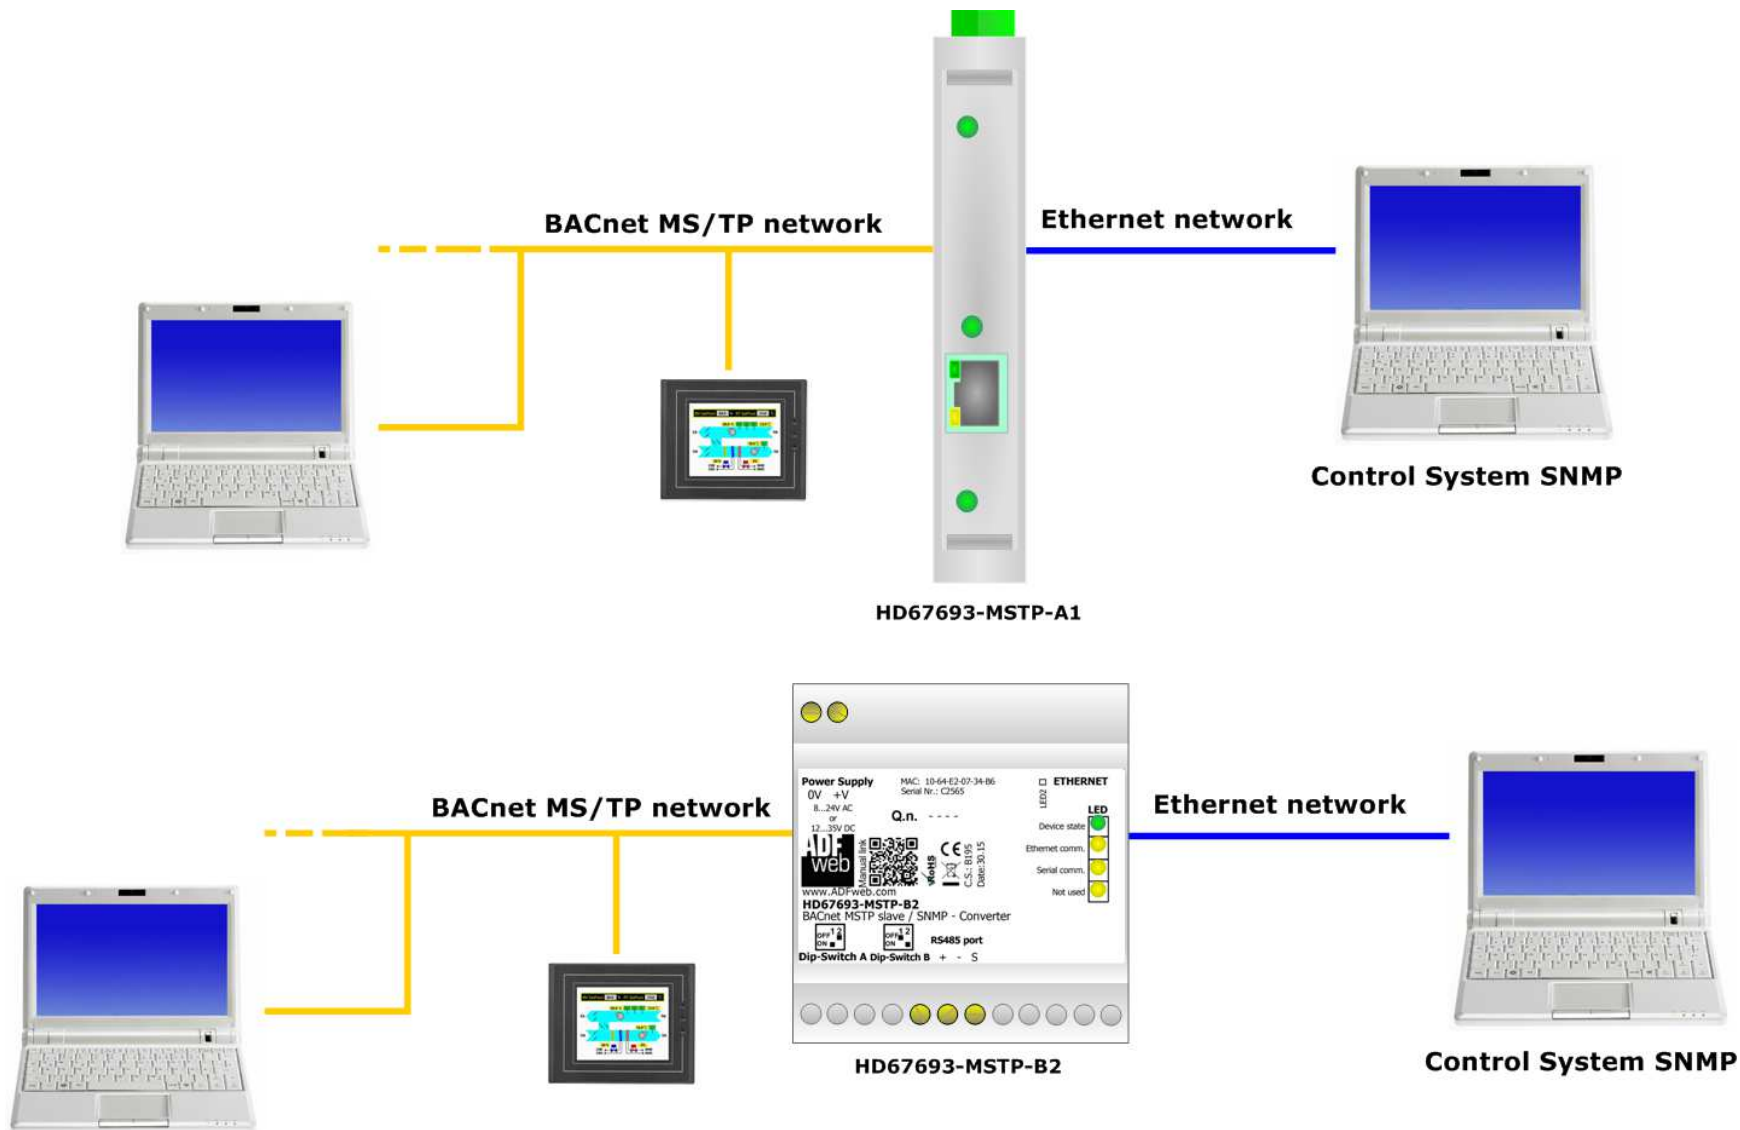 BACnet MS/TP network
Ethernet network
Control System SNMP
HD67693-MSTP-A1
BACnet MS/TP network
Ethernet network
Power Supply
0V +V
8...24V AC
or
12...35V DC
MAC: 10-64-E2-07-34-B6
Serial Nr.: C2565
Q.n. - - - -
LED2
ETHERNET
LED
Device state
Ethernet comm.
Serial comm.
Not used
ADF
web
Manual link
RoHS
CE
C.S.: B195
Date:30.15
www.ADFweb.com
HD67693-MSTP-B2
BACnet MSTP slave / SNMP - Converter
OFF 1 2
ON
OFF 1 2
ON
RS485 port
Dip-Switch A Dip-Switch B + - S
HD67693-MSTP-B2
Control System SNMP